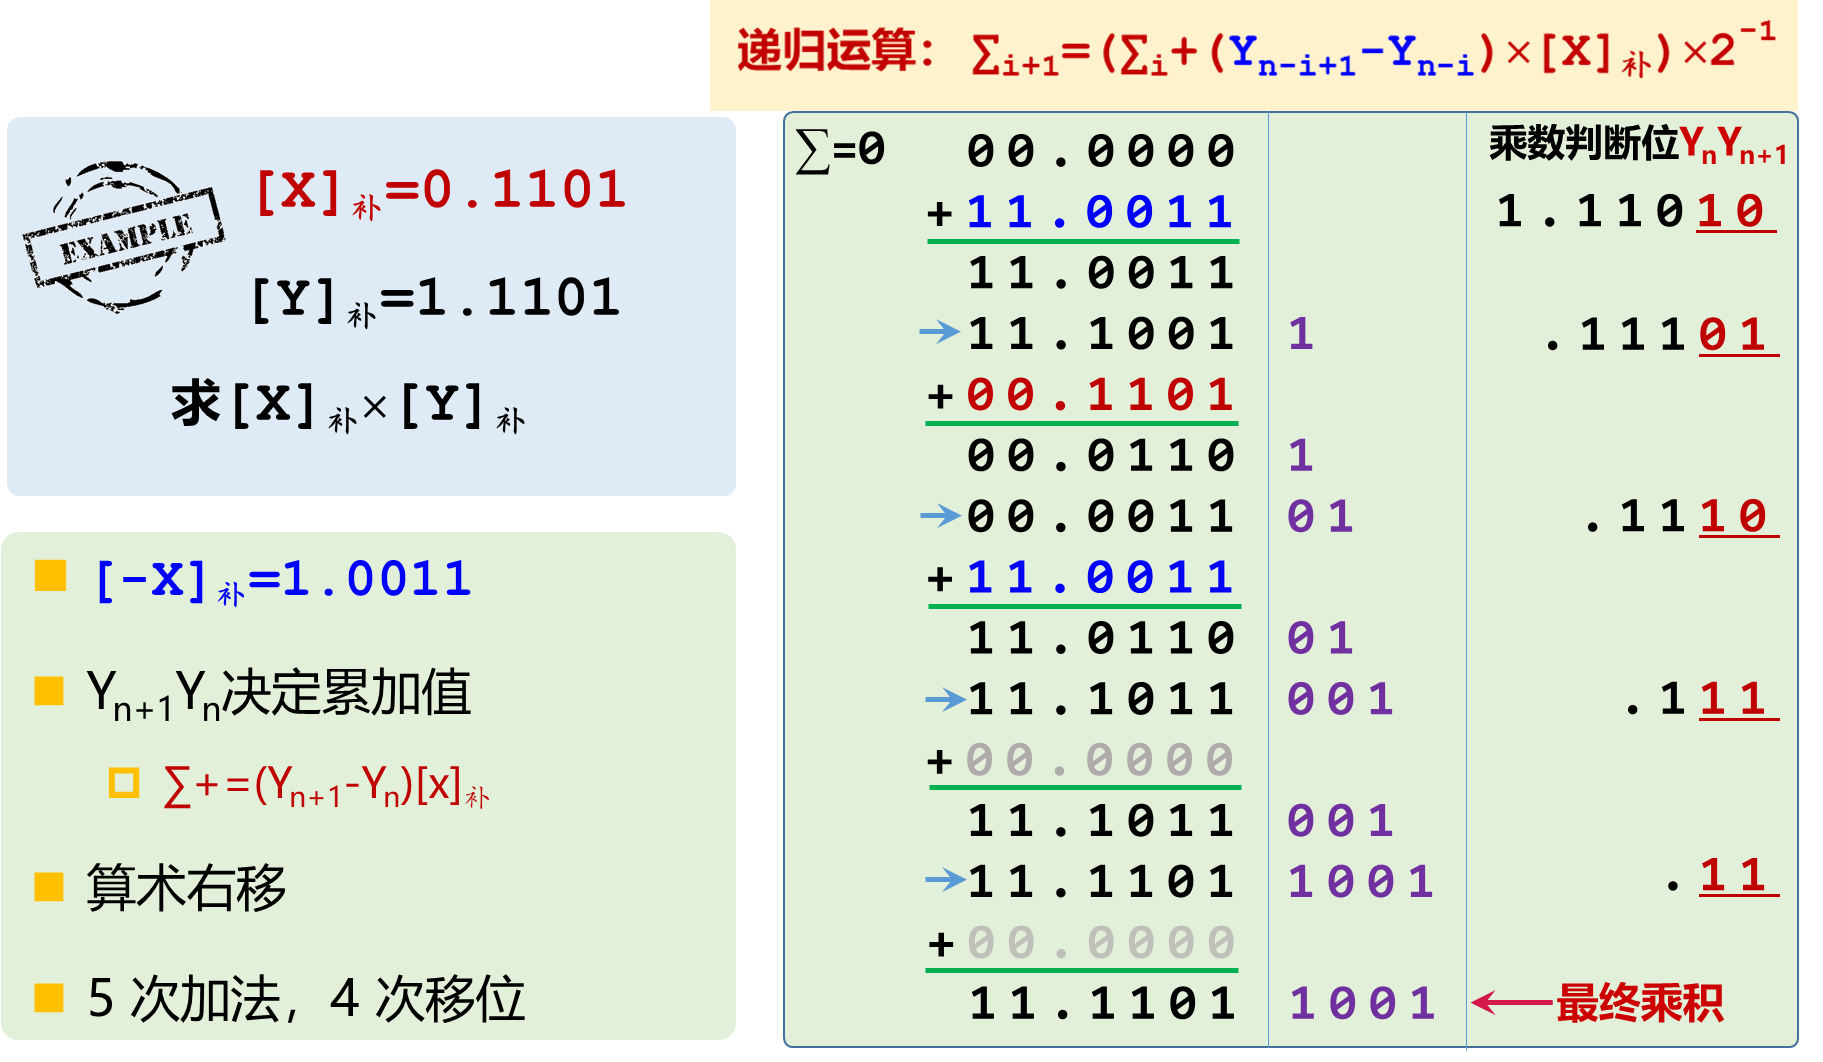 递归运算：∑i+1=(∑i+(Yn-i+1-Yn-i)×[X]补)×2-1
EXAMPLE
[X]补=0.1101
[Y]补=1.1101
求[X]补×[Y]补
[-X]补=1.0011
Yn+1Yn决定累加值
∑+=(Yn+1-Yn)[x]补
算术右移
5 次加法，4 次移位
∑=0 00.0000 乘数判断位YnYn+1
+11.0011 1.11010
11.0011
→11.1001 1 .11101
+00.1101
00.0110 1
→00.0011 01 .1110
+11.0011
11.0110 01
→11.1011 001 .111
+00.0000
11.1011 001
→11.1101 1001 .11
+00.0000
11.1101 1001 ←最终乘积